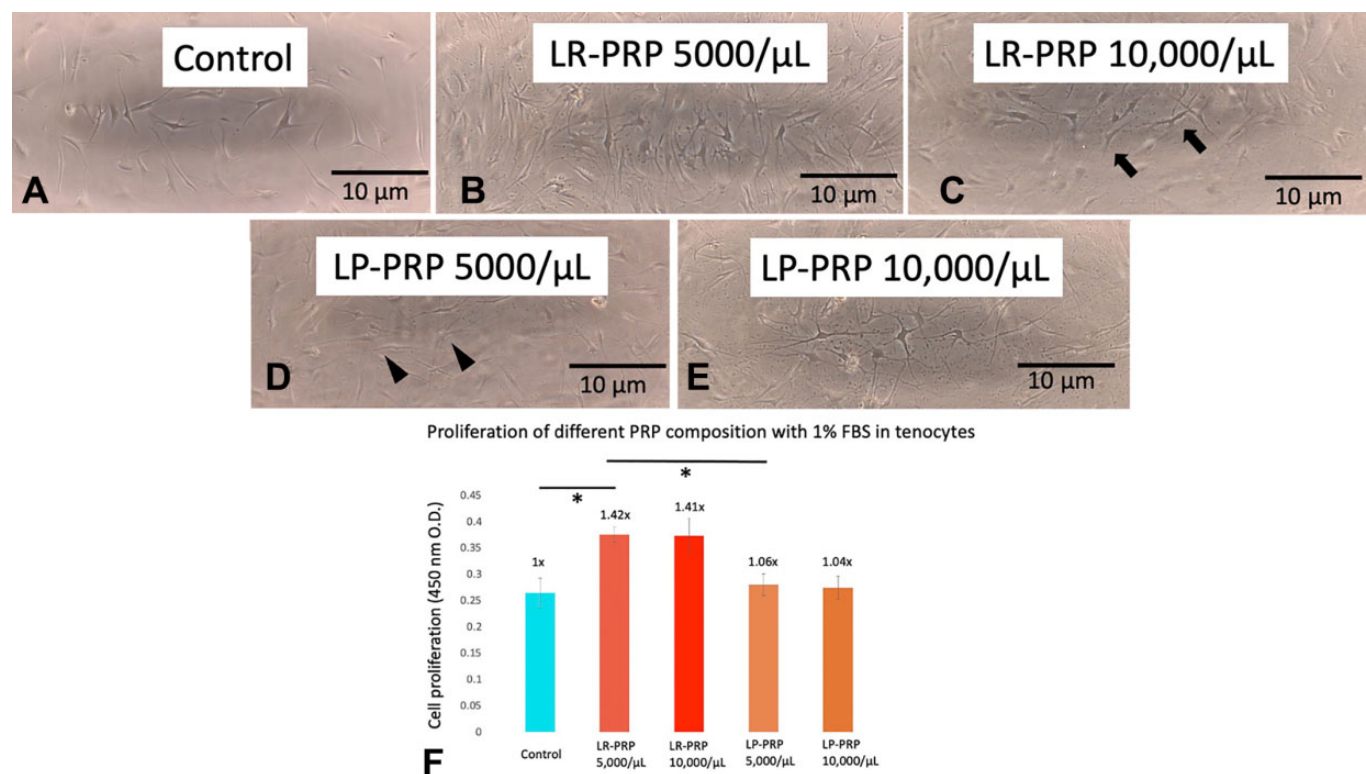 Control
A
10 µm
LR-PRP 5000/µL
B
10 µm
LR-PRP 10,000/µL
C
10 µm
LP-PRP 5000/µL
D
10 µm
LP-PRP 10,000/µL
E
10 µm
Proliferation of different PRP composition with 1% FBS in tenocytes
*
*
Cell proliferation (450 nm O.D.)
0.45
0.4
0.35
0.3
0.25
0.2
0.15
0.1
0.05
0
1x
1.42x
1.41x
1.06x
1.04x
Control
LR-PRP
5,000/µL
LR-PRP
10,000/µL
LP-PRP
5,000/µL
LP-PRP
10,000/µL
F